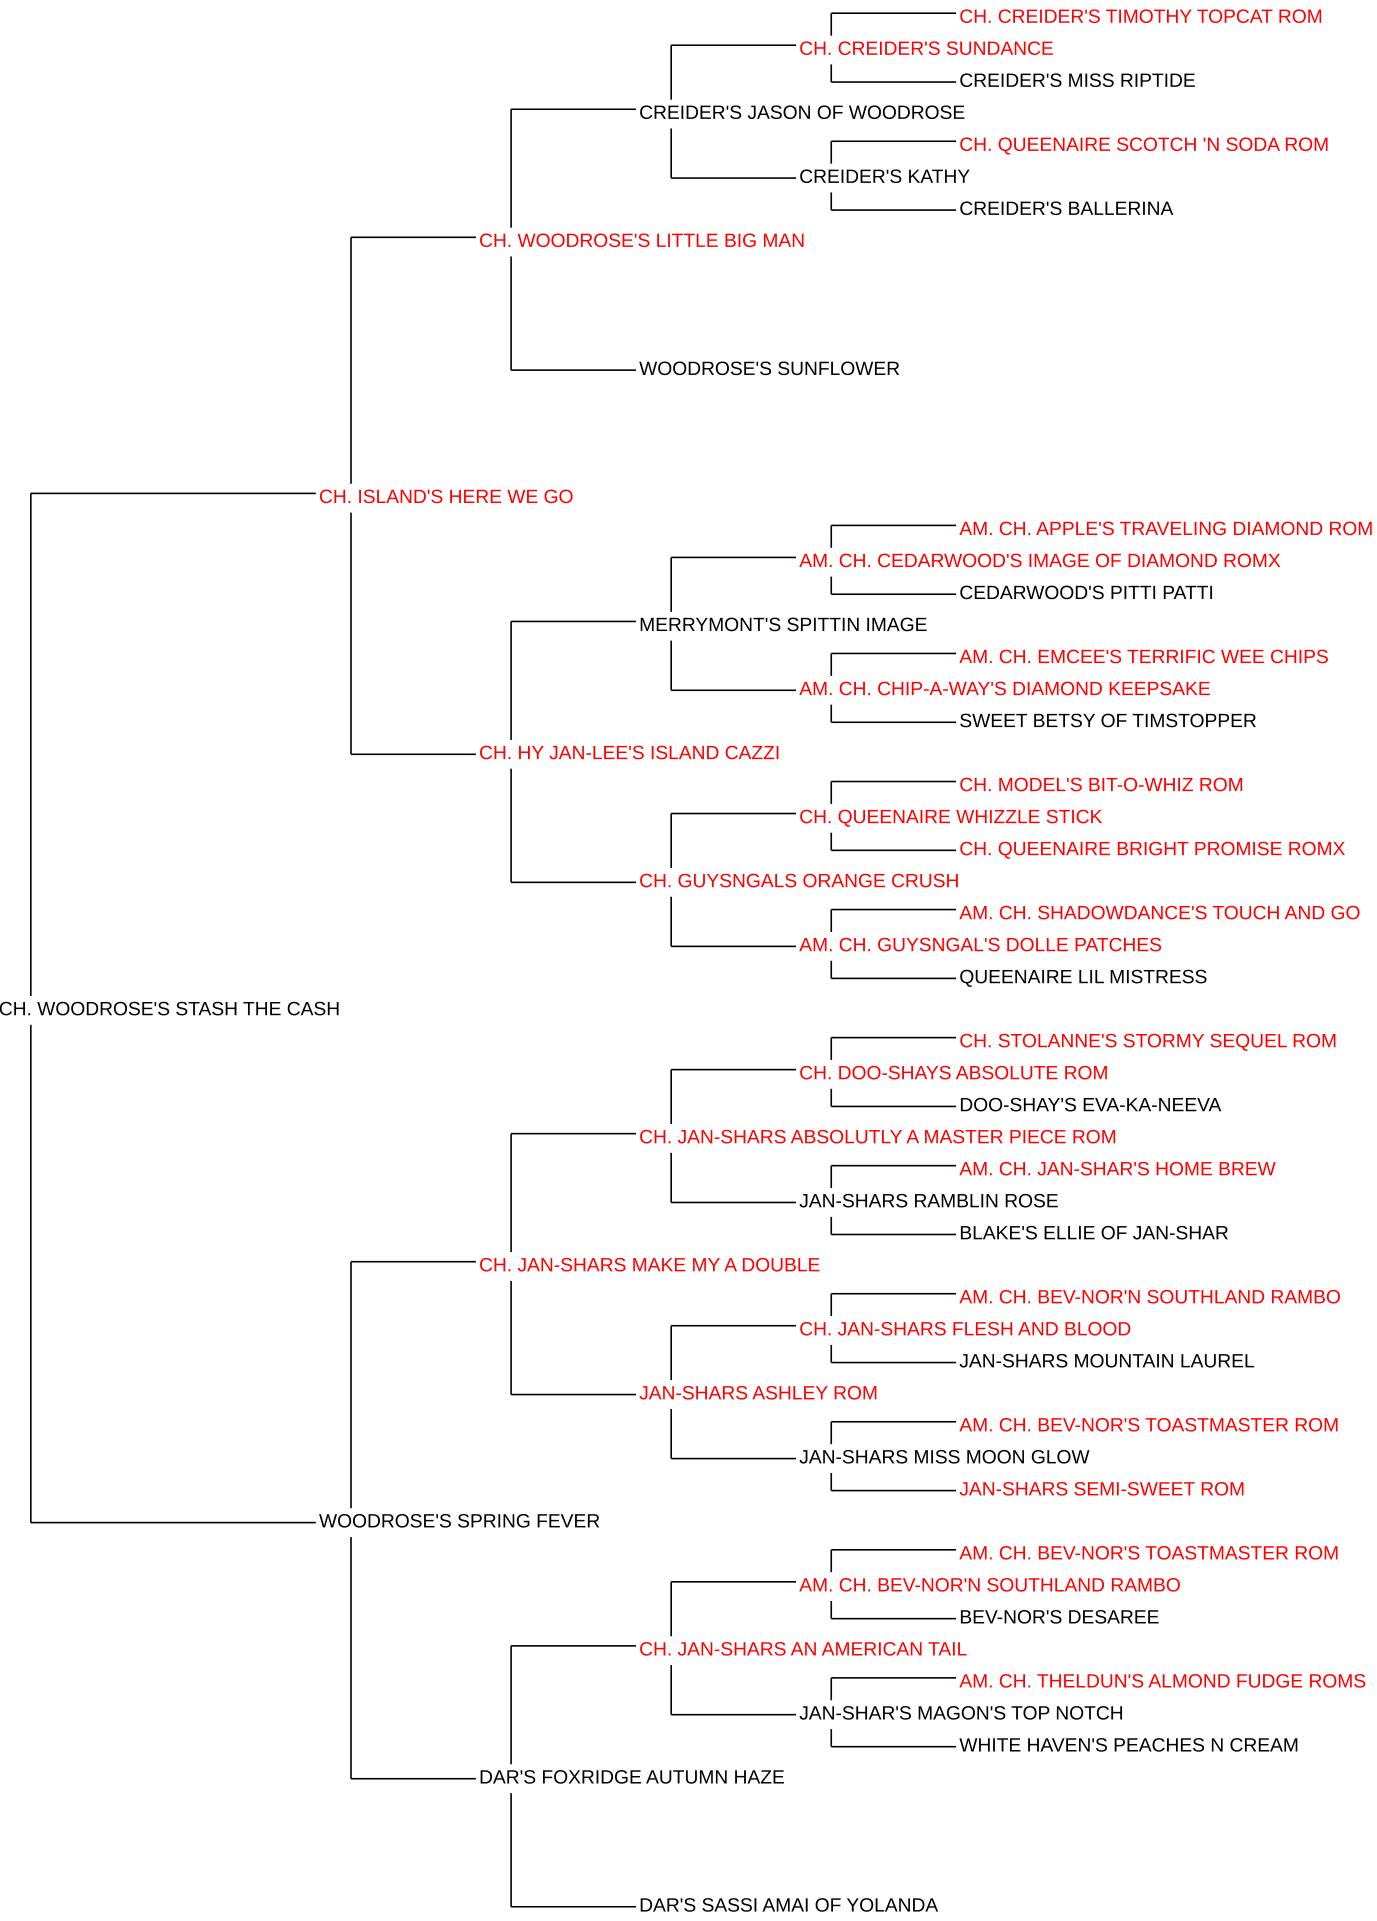 CH. CREIDER'S TIMOTHY TOPCAT ROM
CH. CREIDER'S SUNDANCE
CREIDER'S MISS RIPTIDE
CREIDER'S JASON OF WOODROSE
CH. QUEENAIRE SCOTCH 'N SODA ROM
CREIDER'S KATHY
CREIDER'S BALLERINA
CH. WOODROSE'S LITTLE BIG MAN
WOODROSE'S SUNFLOWER
CH. ISLAND'S HERE WE GO
AM. CH. APPLE'S TRAVELING DIAMOND ROM
AM. CH. CEDARWOOD'S IMAGE OF DIAMOND ROMX
CEDARWOOD'S PITTI PATTI
MERRYMONT'S SPITTIN IMAGE
AM. CH. EMCEE'S TERRIFIC WEE CHIPS
AM. CH. CHIP-A-WAY'S DIAMOND KEEPSAKE
SWEET BETSY OF TIMSTOPPER
CH. HY JAN-LEE'S ISLAND CAZZI
CH. MODEL'S BIT-O-WHIZ ROM
CH. QUEENAIRE WHIZZLE STICK
CH. QUEENAIRE BRIGHT PROMISE ROMX
CH. GUYSNGALS ORANGE CRUSH
AM. CH. SHADOWDANCE'S TOUCH AND GO
AM. CH. GUYSNGAL'S DOLLE PATCHES
QUEENAIRE LIL MISTRESS
CH. WOODROSE'S STASH THE CASH
CH. STOLANNE'S STORMY SEQUEL ROM
CH. DOO-SHAYS ABSOLUTE ROM
DOO-SHAY'S EVA-KA-NEEVA
CH. JAN-SHARS ABSOLUTLY A MASTER PIECE ROM
AM. CH. JAN-SHAR'S HOME BREW
JAN-SHARS RAMBLIN ROSE
BLAKE'S ELLIE OF JAN-SHAR
CH. JAN-SHARS MAKE MY A DOUBLE
AM. CH. BEV-NOR'N SOUTHLAND RAMBO
CH. JAN-SHARS FLESH AND BLOOD
JAN-SHARS MOUNTAIN LAUREL
JAN-SHARS ASHLEY ROM
AM. CH. BEV-NOR'S TOASTMASTER ROM
JAN-SHARS MISS MOON GLOW
JAN-SHARS SEMI-SWEET ROM
WOODROSE'S SPRING FEVER
AM. CH. BEV-NOR'S TOASTMASTER ROM
AM. CH. BEV-NOR'N SOUTHLAND RAMBO
BEV-NOR'S DESAREE
CH. JAN-SHARS AN AMERICAN TAIL
AM. CH. THELDUN'S ALMOND FUDGE ROMS
JAN-SHAR'S MAGON'S TOP NOTCH
WHITE HAVEN'S PEACHES N CREAM
DAR'S FOXRIDGE AUTUMN HAZE
DAR'S SASSI AMAI OF YOLANDA